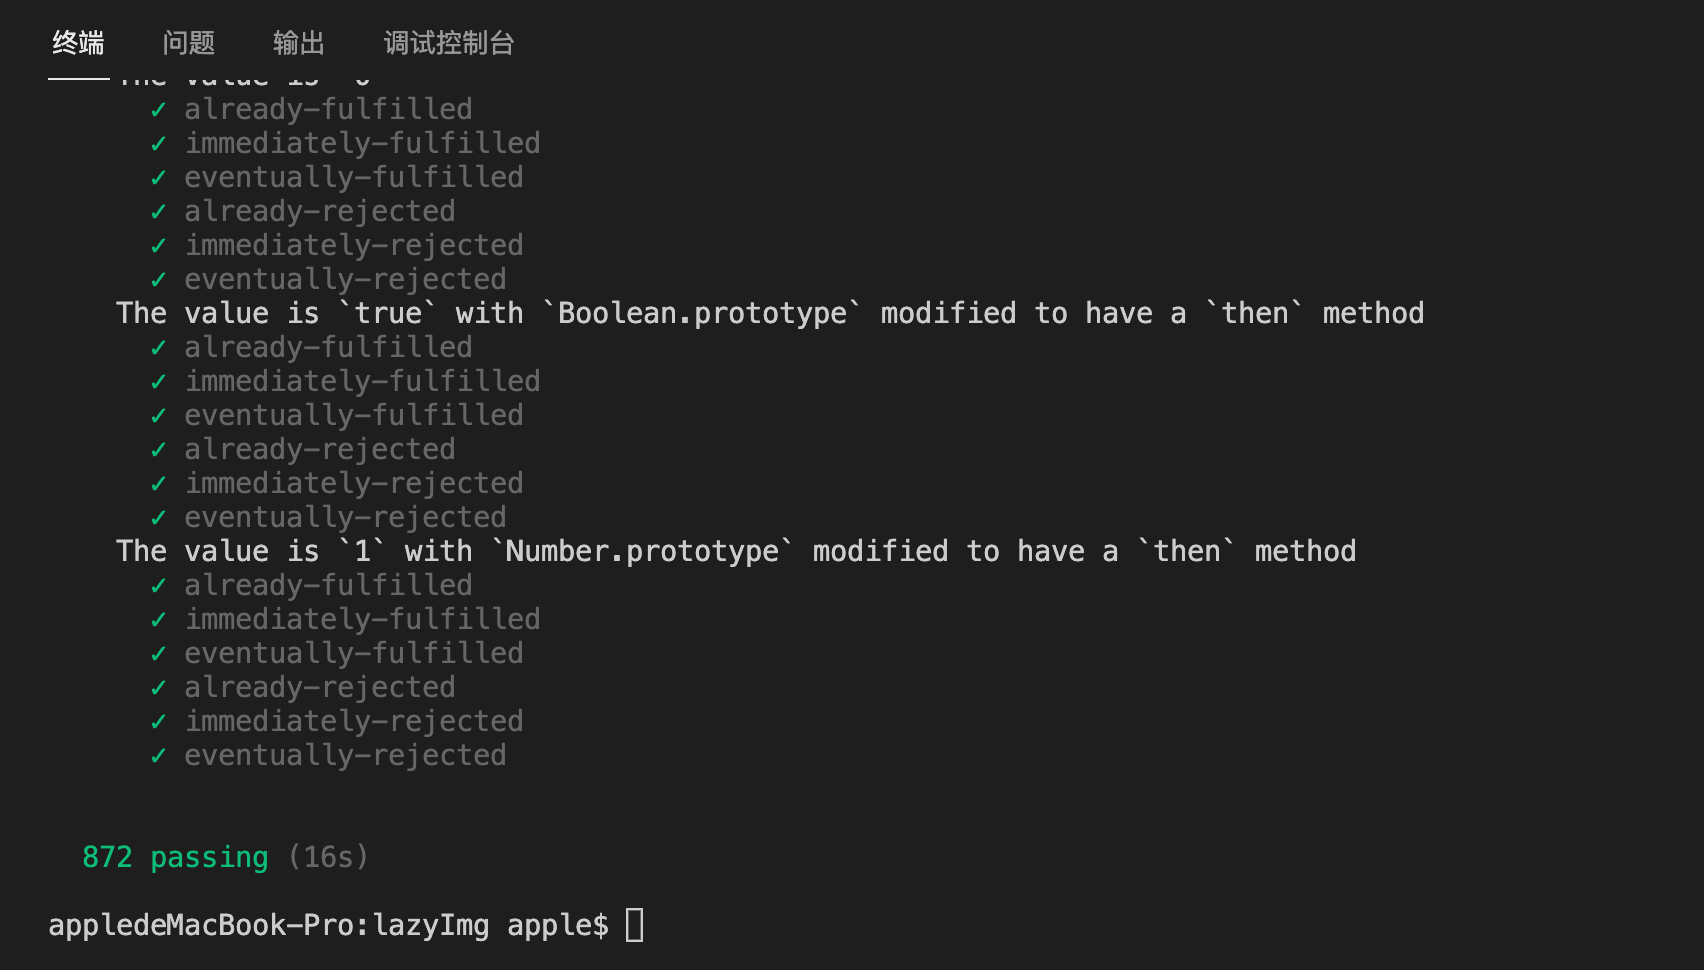 终端 问题 输出 调试控制台
The value is `0`
✓ already-fulfilled
✓ immediately-fulfilled
✓ eventually-fulfilled
✓ already-rejected
✓ immediately-rejected
✓ eventually-rejected
The value is `true` with `Boolean.prototype` modified to have a `then` method
✓ already-fulfilled
✓ immediately-fulfilled
✓ eventually-fulfilled
✓ already-rejected
✓ immediately-rejected
✓ eventually-rejected
The value is `1` with `Number.prototype` modified to have a `then` method
✓ already-fulfilled
✓ immediately-fulfilled
✓ eventually-fulfilled
✓ already-rejected
✓ immediately-rejected
✓ eventually-rejected
872 passing (16s)
appledeMacBook-Pro:lazyImg apple$